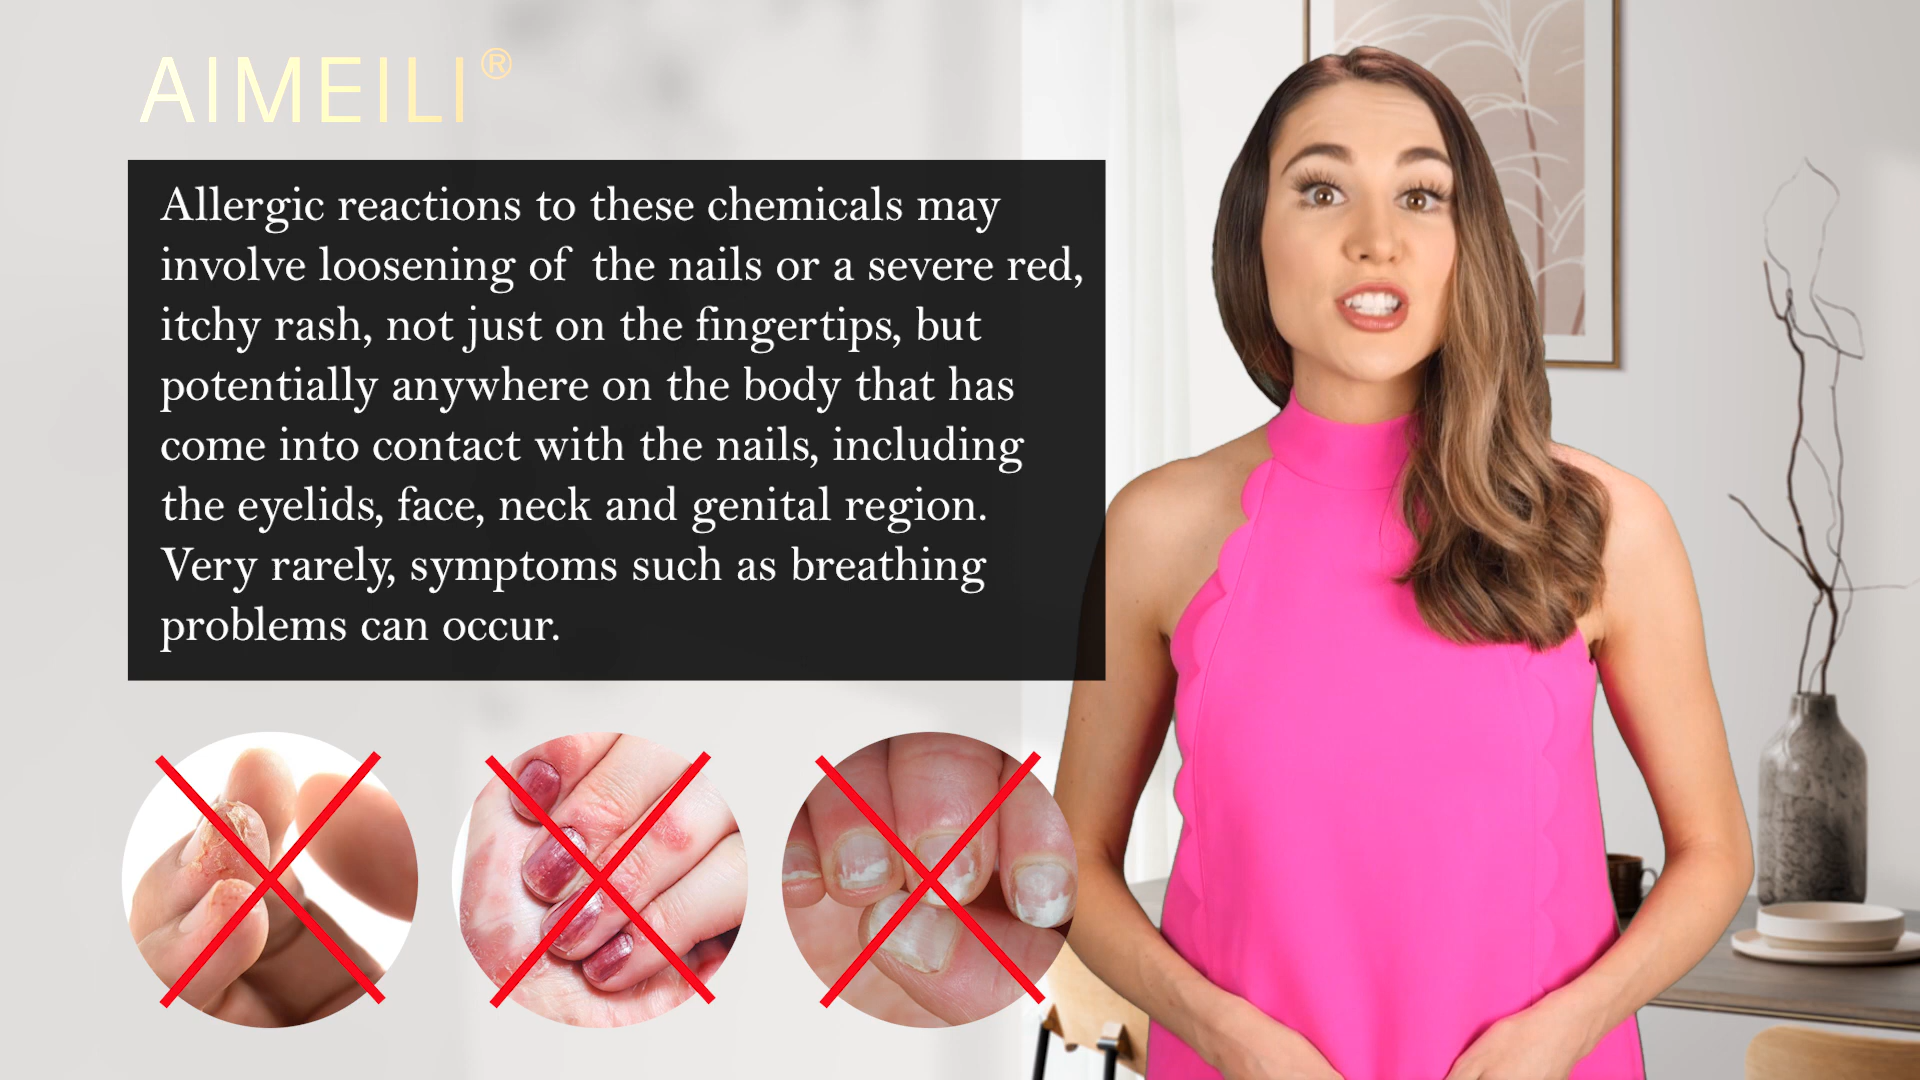 AIMEILI®
Allergic reactions to these chemicals may
involve loosening of  the nails or a severe red,
itchy rash, not just on the fingertips, but
potentially anywhere on the body that has
come into contact with the nails, including
the eyelids, face, neck and genital region.
Very rarely, symptoms such as breathing
problems can occur.